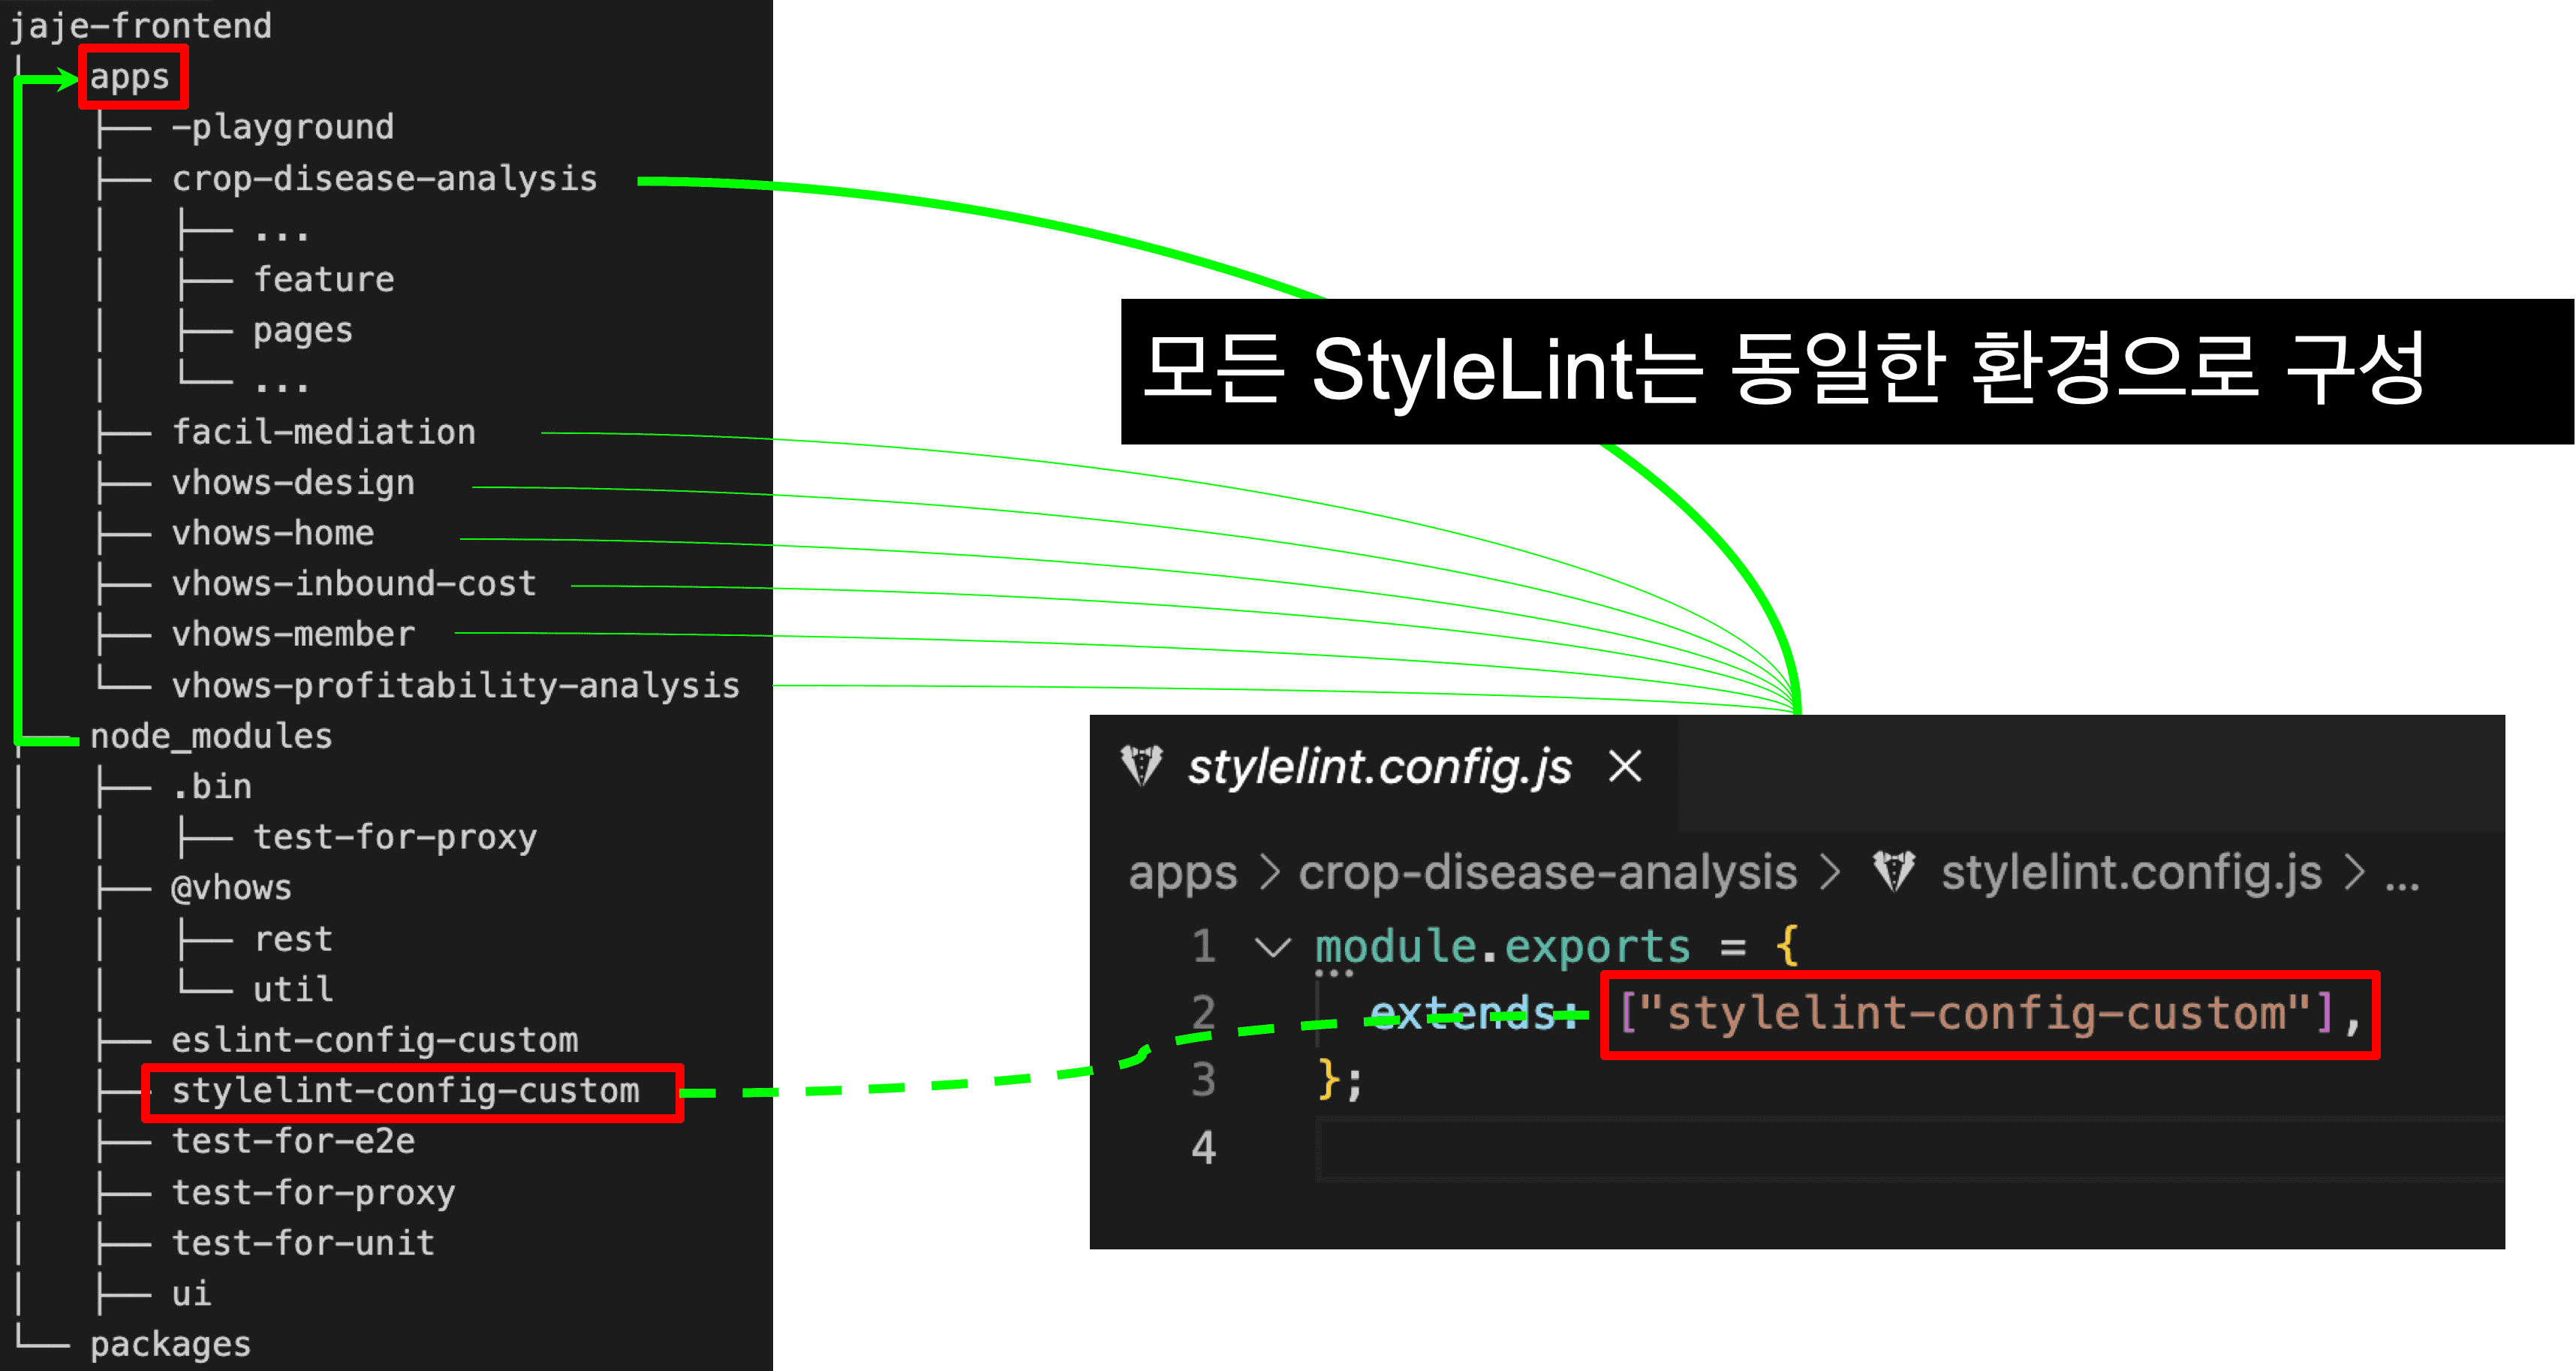 jaje-frontend
apps
-playground
crop-disease-analysis
...
feature
pages
...
facil-mediation
vhows-design
vhows-home
vhows-inbound-cost
vhows-member
vhows-profitability-analysis
node_modules
.bin
test-for-proxy
@vhows
rest
util
eslint-config-custom
stylelint-config-custom
test-for-e2e
test-for-proxy
test-for-unit
ui
packages
모든 StyleLint는 동일한 환경으로 구성
stylelint.config.js
apps > crop-disease-analysis > stylelint.config.js > ...
1 module.exports = {
2 extends: ["stylelint-config-custom"],
3 };
4